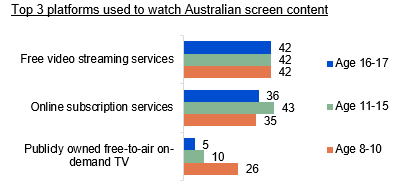 Top 3 platforms used to watch Australian screen content
Free video streaming services
42
42
42
Online subscription services
36
43
35
Publicly owned free-to-air on-
demand TV
5
10
26
Age 16-17
Age 11-15
Age 8-10